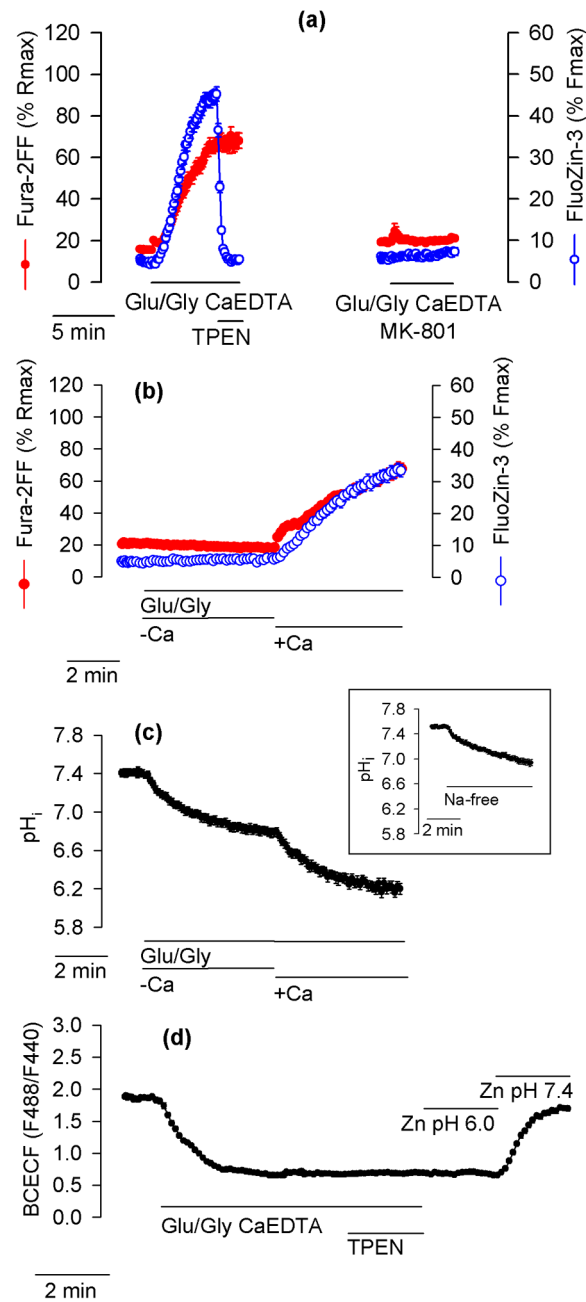 (a)
Fura-2FF (% Rmax)
120
100
80
60
40
20
0
60
50
40
30
20
10
0
FluoZin-3 (% Fmax)
Glu/Gly CaEDTA
TPEN
5 min
Glu/Gly CaEDTA
MK-801
(b)
Fura-2FF (% Rmax)
120
100
80
60
40
20
0
60
50
40
30
20
10
0
FluoZin-3 (% Fmax)
Glu/Gly
-Ca
+Ca
2 min
(c)
pHi
7.8
7.4
7.0
6.6
6.2
5.8
pHi
7.8
7.4
7.0
6.6
6.2
5.8
Na-free
2 min
Glu/Gly
-Ca
+Ca
2 min
(d)
BCECF (F488/F440)
3.0
2.5
2.0
1.5
1.0
0.5
0.0
Zn pH 7.4
Zn pH 6.0
Glu/Gly CaEDTA
TPEN
2 min